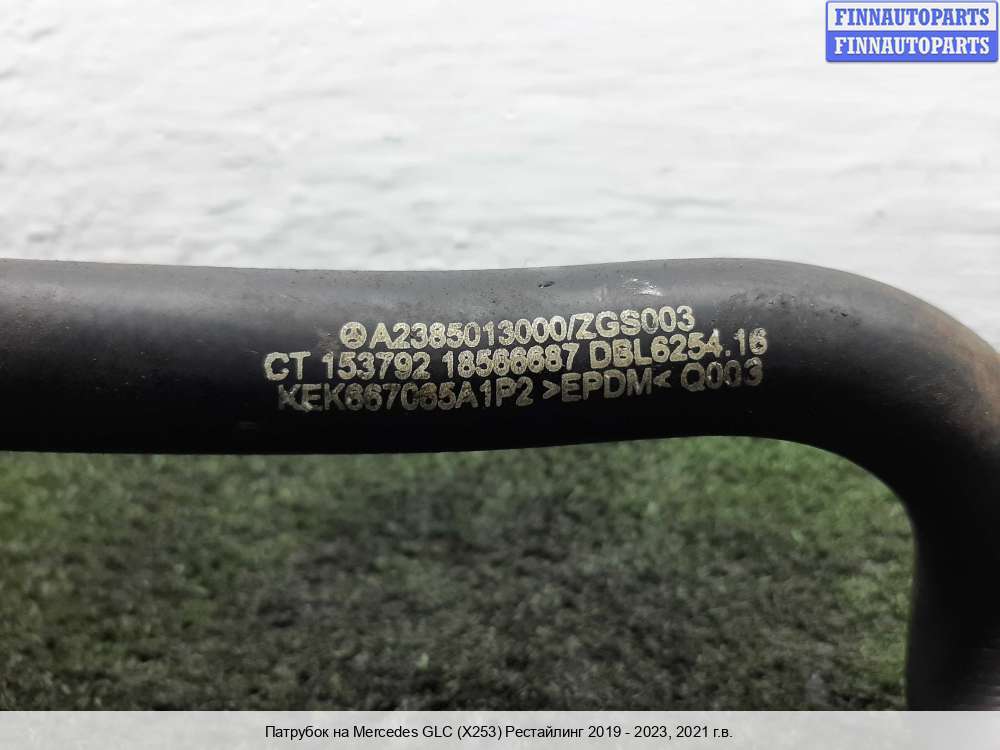 FINNAUTOPARTS
FINNAUTOPARTS
A2385013000/ZGS003
CT 153792 18566687 DBL6254.16
KEK667065A1P2 >EPDM< Q003
Патрубок на Mercedes GLC (X253) Рестайлинг 2019 - 2023, 2021 г.в.